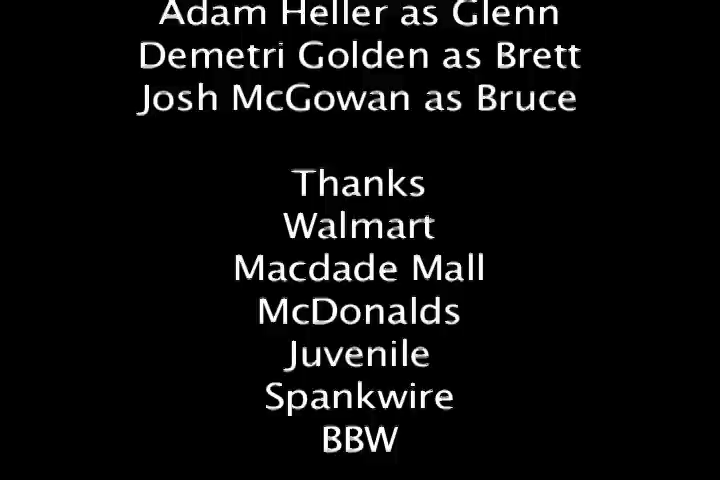 Adam Heller as Glenn
Demetri Golden as Brett
Josh McGowan as Bruce
Thanks
Walmart
Macdade Mall
McDonalds
Juvenile
Spankwire
BBW